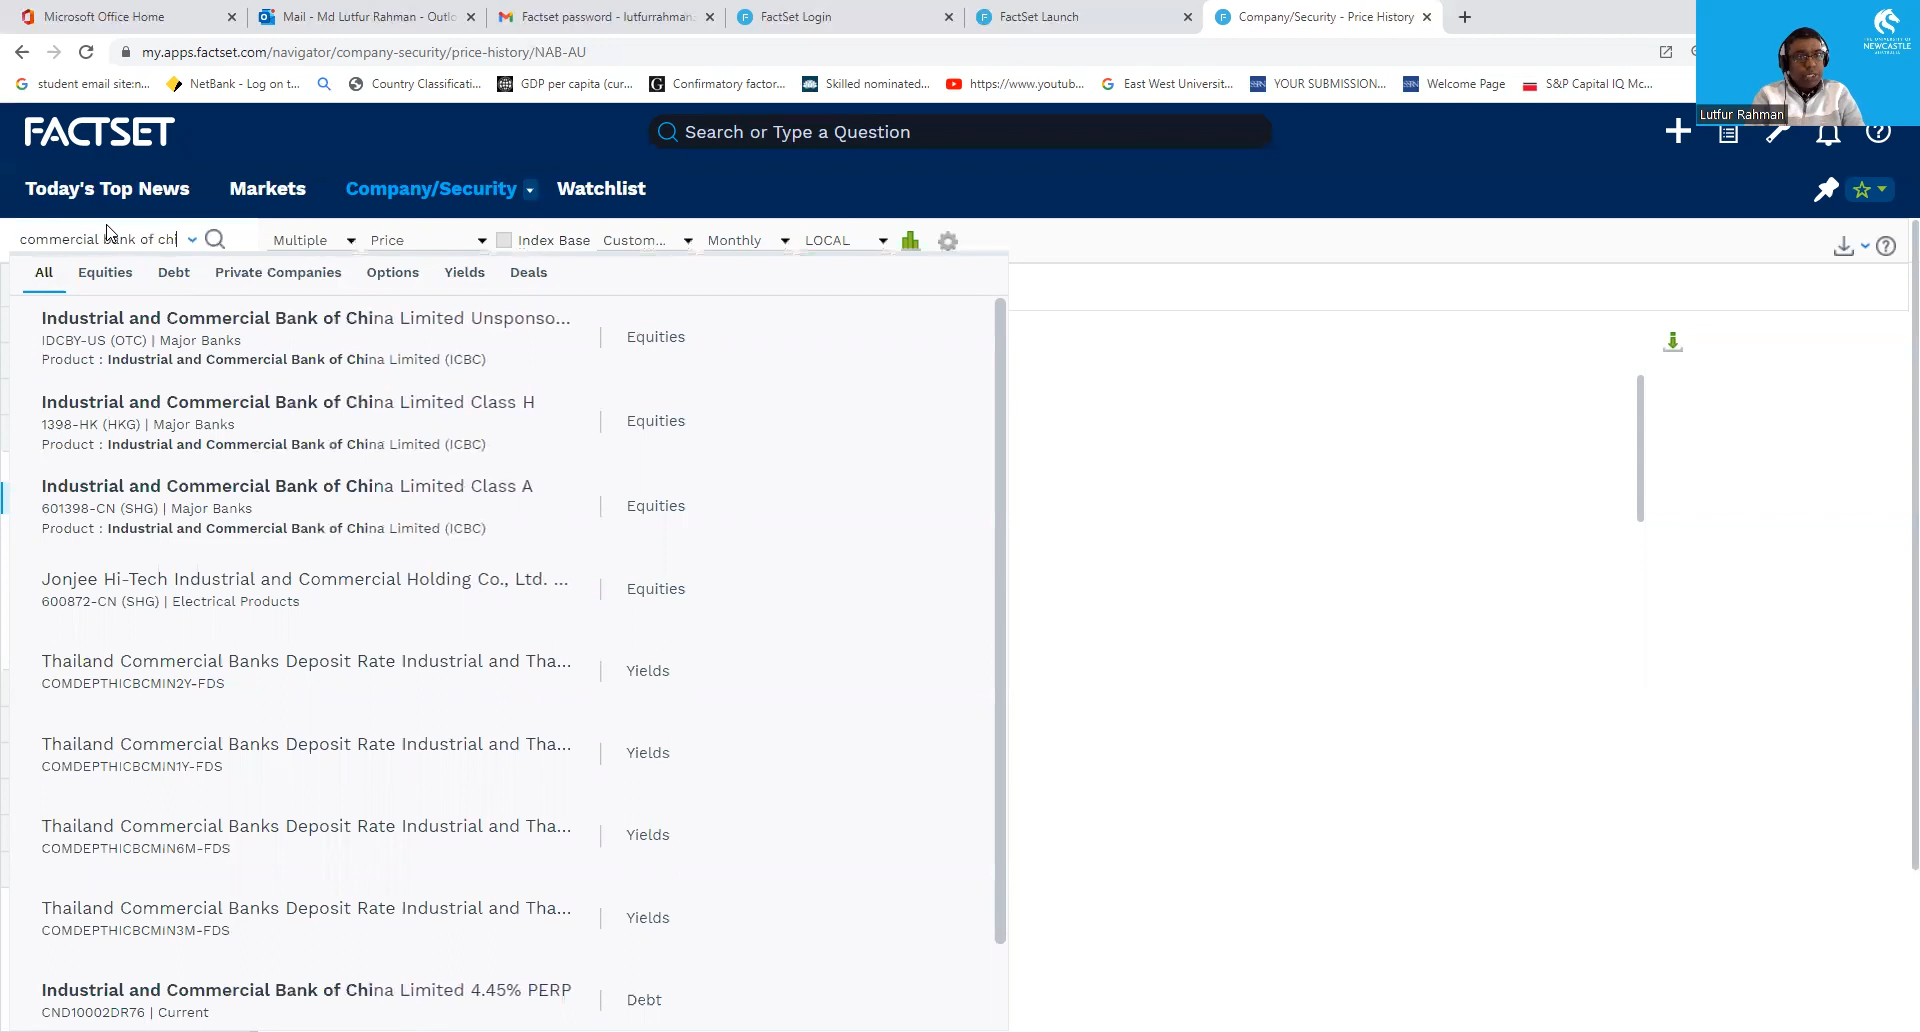 Microsoft Office Home
Mail - Md Lutfur Rahman - Outlo
Factset password - lutfurrahman.
FactSet Login
FactSet Launch
Company/Security - Price History
my.apps.factset.com/navigator/company-security/price-history/NAB-AU
student email site:n...
NetBank - Log on t...
Country Classificati...
GDP per capita (cur...
Confirmatory factor...
Skilled nominated...
https://www.youtub...
East West Universit...
YOUR SUBMISSION...
Welcome Page
S&P Capital IQ Mc...
THE UNIVERSITY OF
NEWCASTLE
AUSTRALIA
Lutfur Rahman
FACTSET
Search or Type a Question
Today's Top News
Markets
Company/Security
Watchlist
commercial bank of chi
Multiple
Price
Index Base
Custom...
Monthly
LOCAL
All
Equities
Debt
Private Companies
Options
Yields
Deals
Industrial and Commercial Bank of China Limited Unsponso...
IDCBY-US (OTC) | Major Banks
Product : Industrial and Commercial Bank of China Limited (ICBC)
Equities
Industrial and Commercial Bank of China Limited Class H
1398-HK (HKG) | Major Banks
Product : Industrial and Commercial Bank of China Limited (ICBC)
Equities
Industrial and Commercial Bank of China Limited Class A
601398-CN (SHG) | Major Banks
Product : Industrial and Commercial Bank of China Limited (ICBC)
Equities
Jonjee Hi-Tech Industrial and Commercial Holding Co., Ltd. ...
600872-CN (SHG) | Electrical Products
Equities
Thailand Commercial Banks Deposit Rate Industrial and Tha...
COMDEPTHICBCMIN2Y-FDS
Yields
Thailand Commercial Banks Deposit Rate Industrial and Tha...
COMDEPTHICBCMIN1Y-FDS
Yields
Thailand Commercial Banks Deposit Rate Industrial and Tha...
COMDEPTHICBCMIN6M-FDS
Yields
Thailand Commercial Banks Deposit Rate Industrial and Tha...
COMDEPTHICBCMIN3M-FDS
Yields
Industrial and Commercial Bank of China Limited 4.45% PERP
CND10002DR76 | Current
Debt